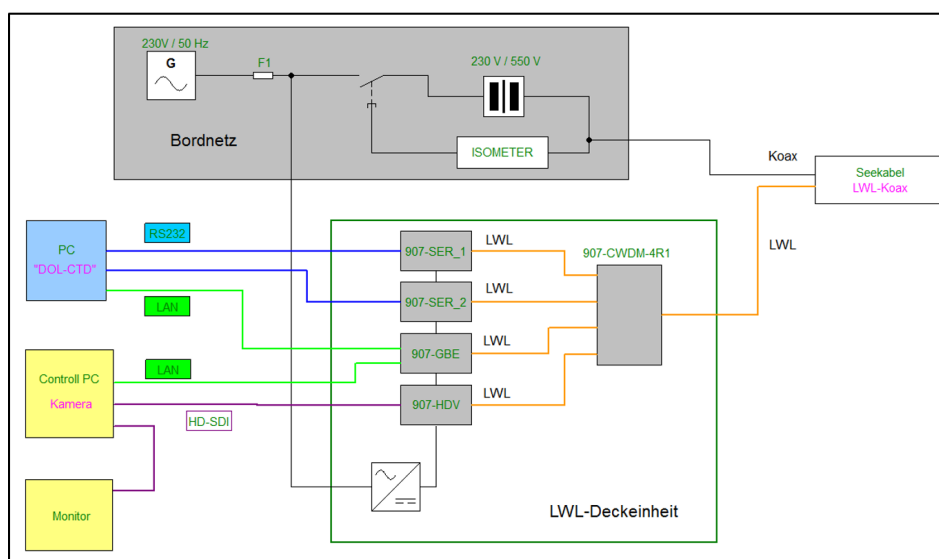 230V / 50 Hz
G
F1
230 V / 550 V
Bordnetz
ISOMETER
Koax
Seekabel
LWL-Koax
LWL
PC
"DOL-CTD"
RS232
LAN
907-SER_1
LWL
907-CWDM-4R1
907-SER_2
LWL
907-GBE
LWL
907-HDV
LWL
Controll PC
Kamera
LAN
HD-SDI
Monitor
LWL-Deckeinheit